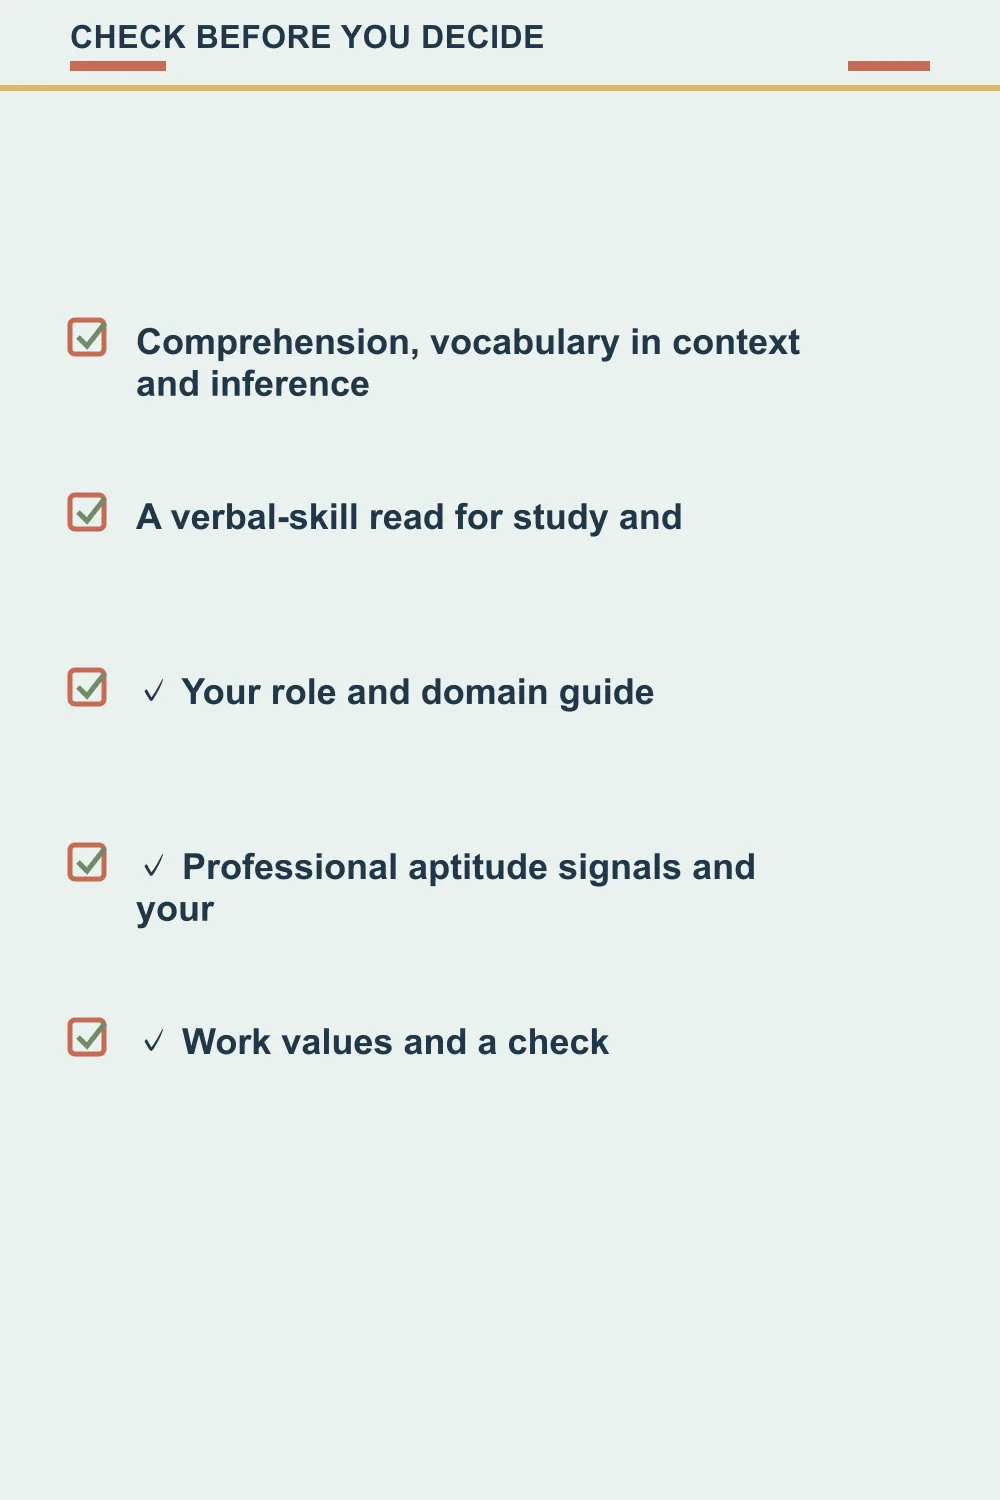 CHECK BEFORE YOU DECIDE
Comprehension, vocabulary in context
and inference
A verbal-skill read for study and
✓ Your role and domain guide
✓ Professional aptitude signals and
your
✓ Work values and a check